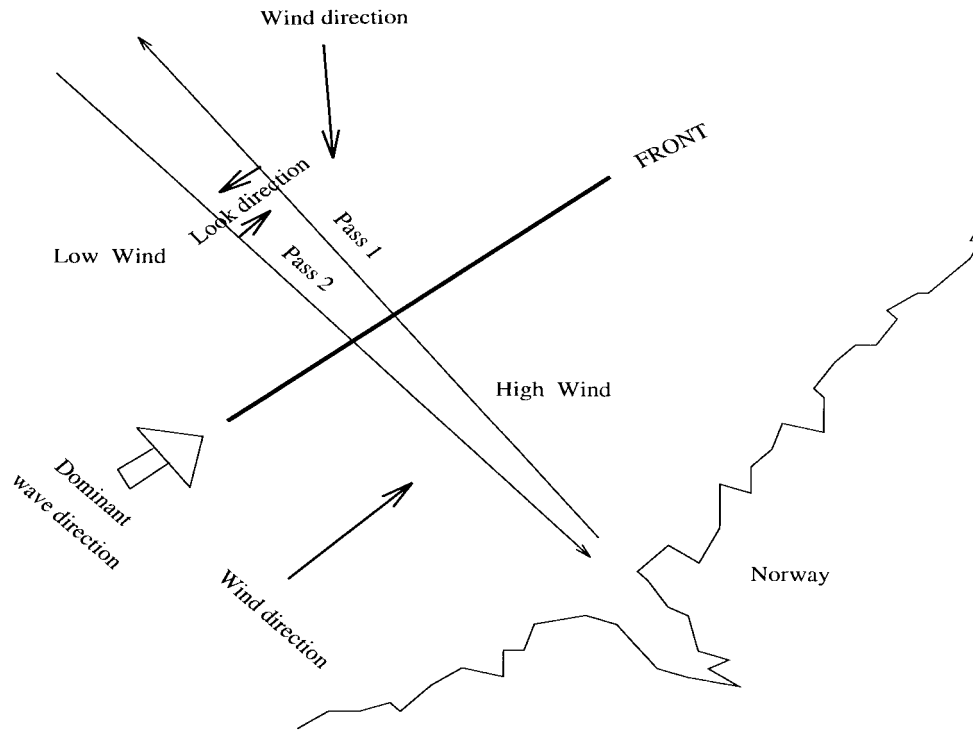 Wind direction
FRONT
Look direction
Pass 1
Low Wind
Pass 2
High Wind
Dominant
wave direction
Wind direction
Norway